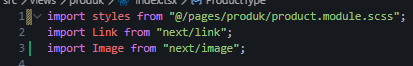 src > views > produk > index.tsx > ProductType
1 import styles from "@/pages/produk/product.module.scss";
2 import Link from "next/link";
3 import Image from "next/image";